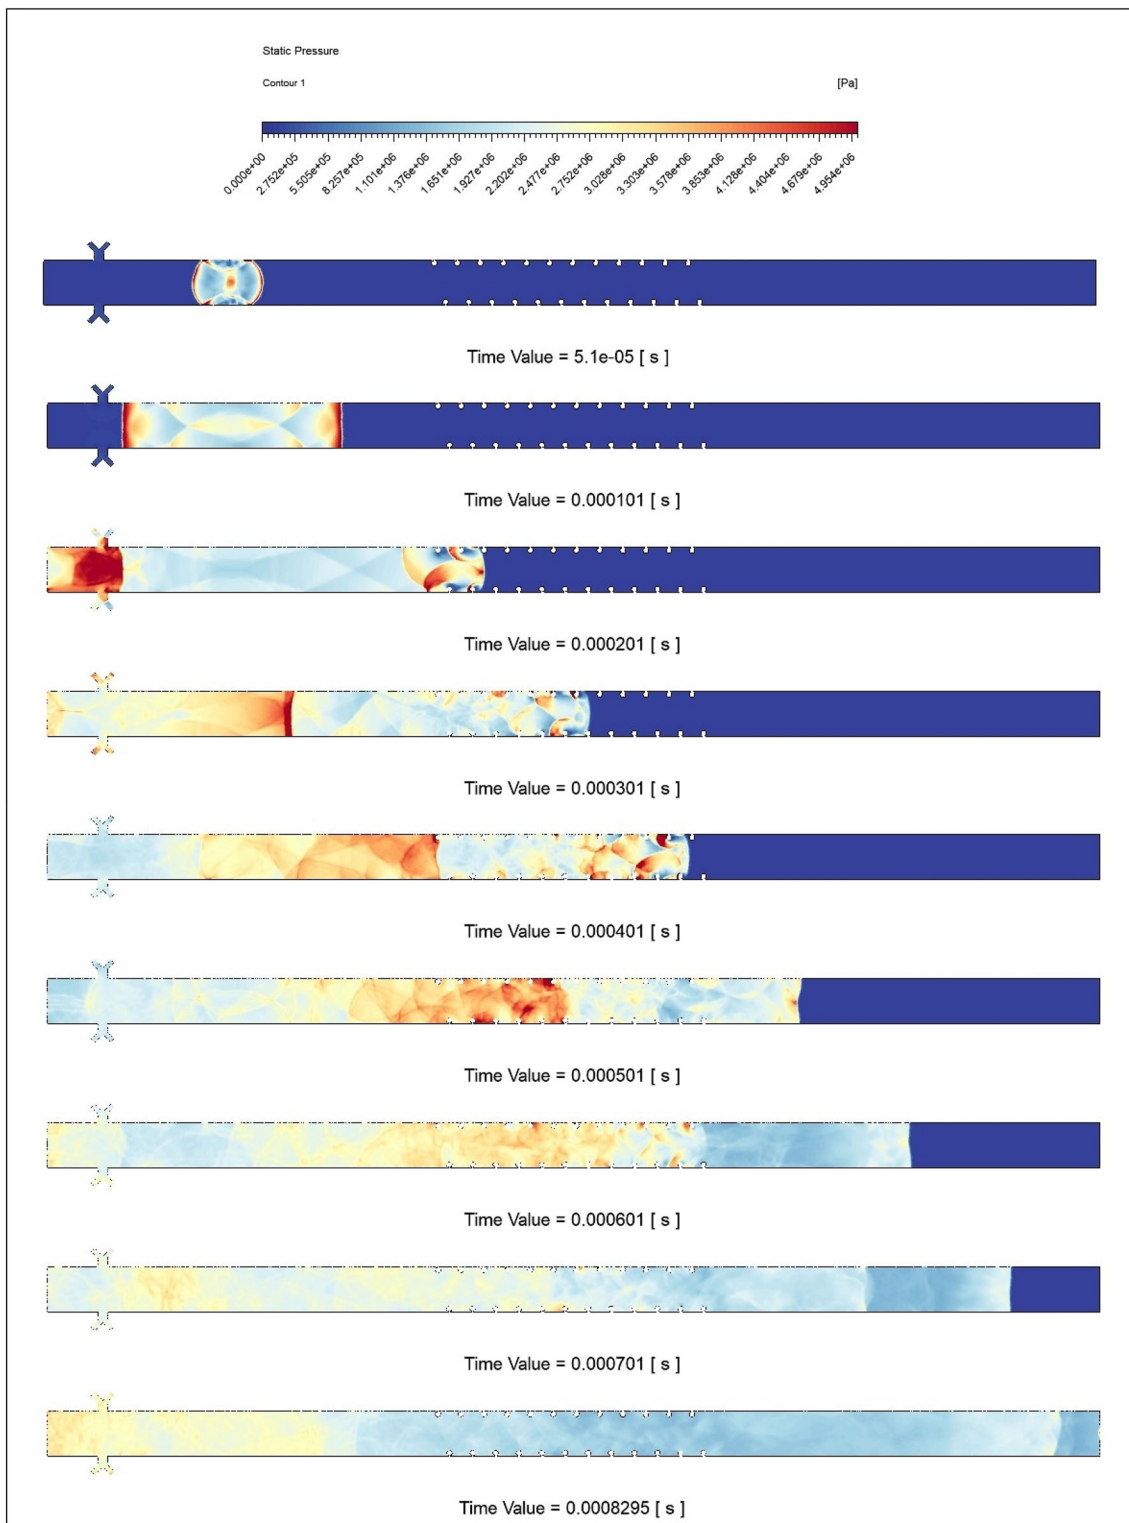 Static Pressure
Contour 1 [Pa]
0.000e+00 2.752e+05 5.505e+05 8.257e+05 1.101e+06 1.376e+06 1.651e+06 1.927e+06 2.202e+06 2.477e+06 2.752e+06 3.028e+06 3.303e+06 3.578e+06 3.853e+06 4.128e+06 4.404e+06 4.679e+06 4.954e+06
Time Value = 5.1e-05 [ s ]
Time Value = 0.000101 [ s ]
Time Value = 0.000201 [ s ]
Time Value = 0.000301 [ s ]
Time Value = 0.000401 [ s ]
Time Value = 0.000501 [ s ]
Time Value = 0.000601 [ s ]
Time Value = 0.000701 [ s ]
Time Value = 0.0008295 [ s ]